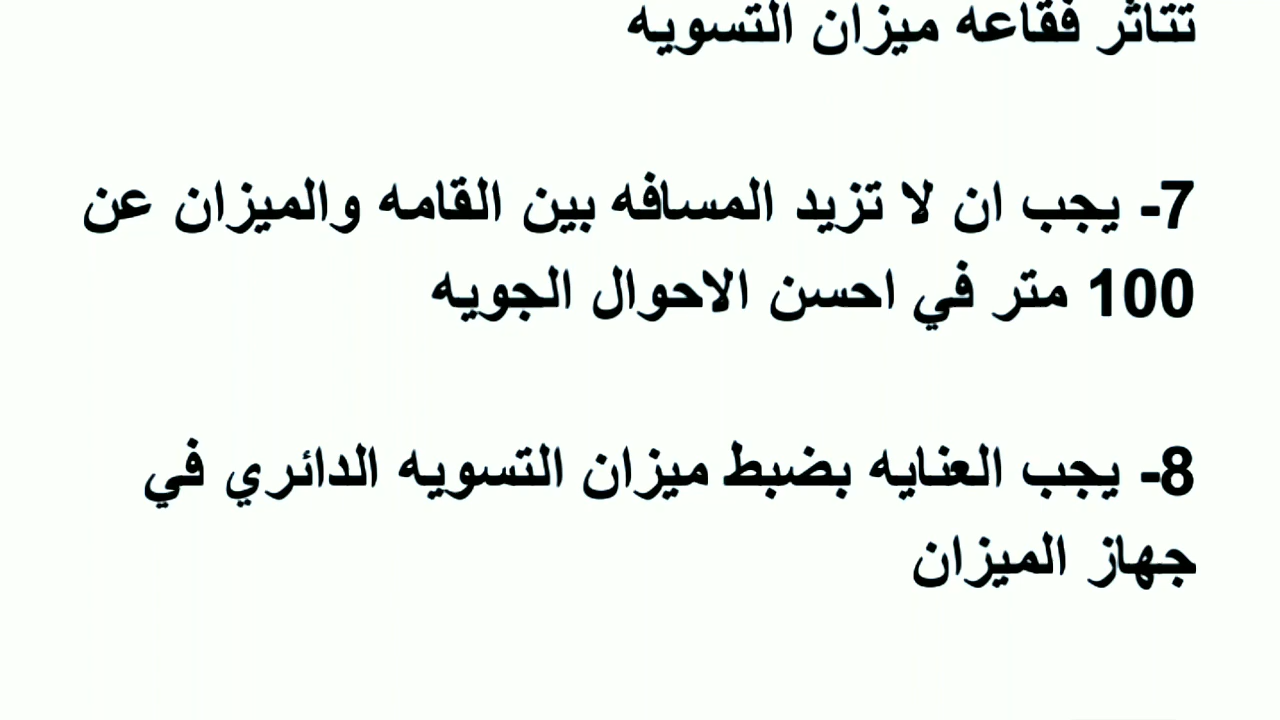 تتاثر فقاعه ميزان التسويه
7- يجب ان لا تزيد المسافه بين القامه والميزان عن
100 متر في احسن الاحوال الجويه
8- يجب العنايه بضبط ميزان التسويه الدائري في
جهاز الميزان